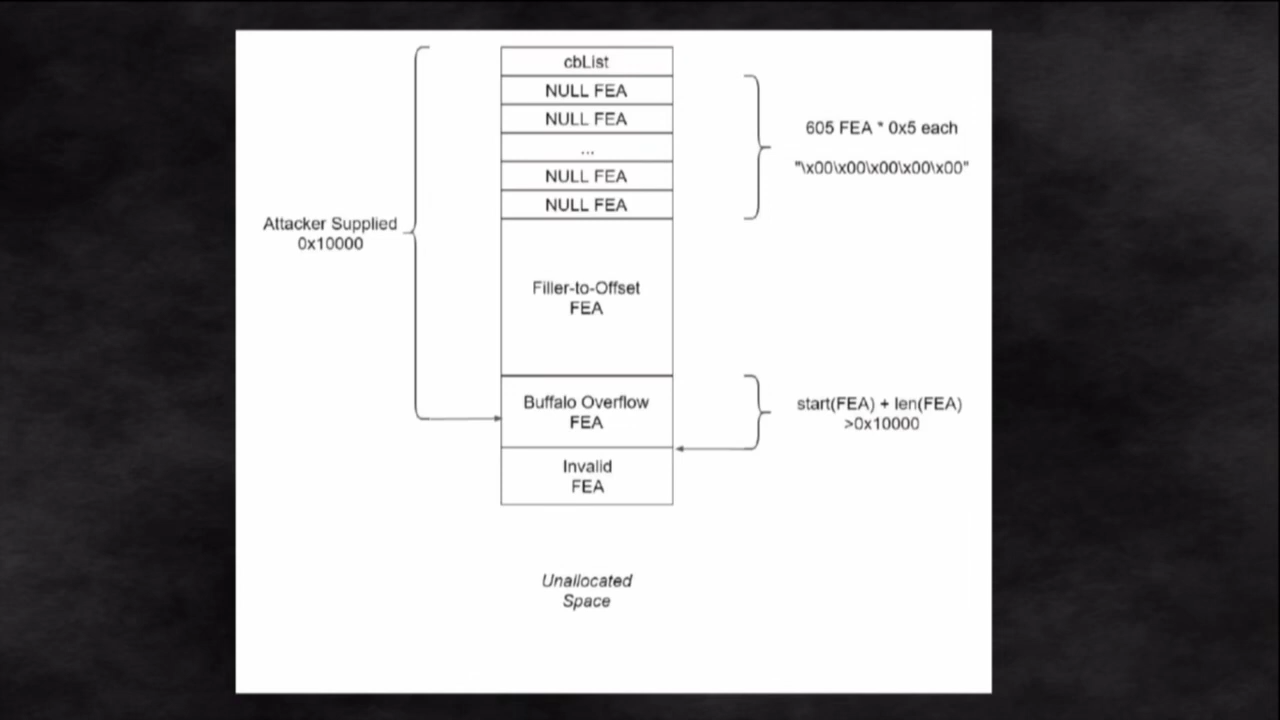 cbList
NULL FEA
NULL FEA
...
NULL FEA
NULL FEA
605 FEA * 0x5 each
"\x00\x00\x00\x00\x00"
Attacker Supplied
0x10000
Filler-to-Offset
FEA
Buffalo Overflow
FEA
start(FEA) + len(FEA)
>0x10000
Invalid
FEA
Unallocated
Space